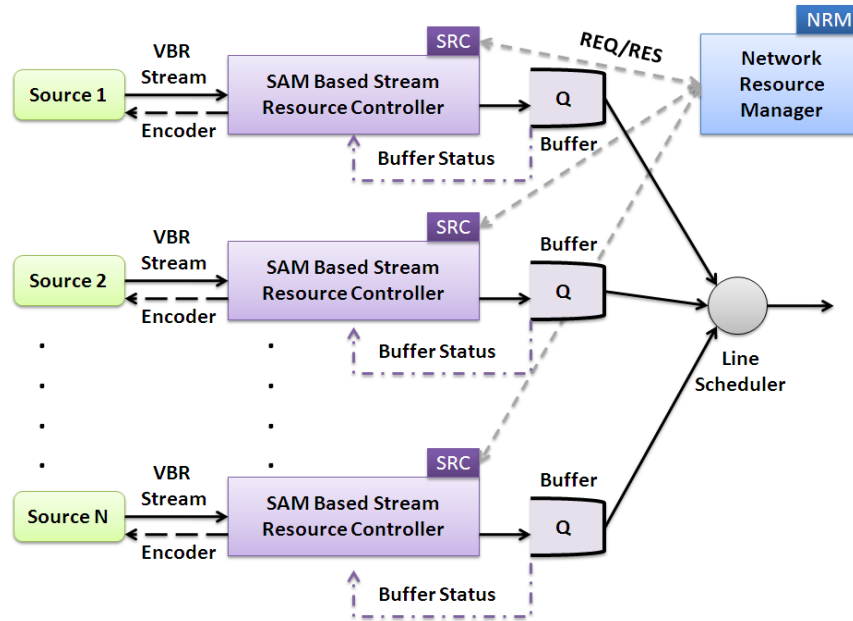 NRM
SRC
REQ/RES
Network
Resource
Manager
VBR
Stream
Source 1
Encoder
SAM Based Stream
Resource Controller
Q
Buffer
Buffer Status
SRC
VBR
Stream
Source 2
Encoder
SAM Based Stream
Resource Controller
Buffer
Q
Buffer Status
Line
Scheduler
SRC
VBR
Stream
Source N
Encoder
SAM Based Stream
Resource Controller
Buffer
Q
Buffer Status